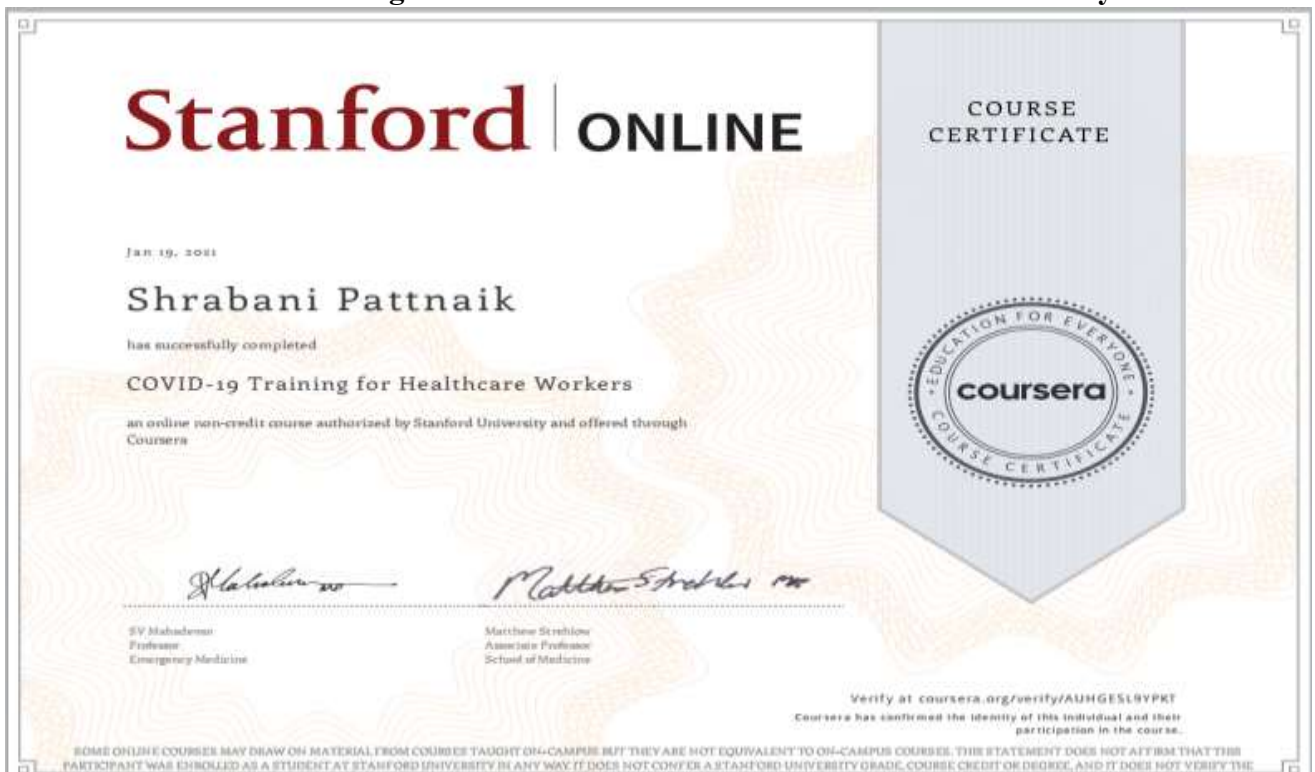 Stanford ONLINE
COURSE
CERTIFICATE
Jan 19, 2021
Shrabani Pattnaik
has successfully completed
COVID-19 Training for Healthcare Workers
an online non-credit course authorized by Stanford University and offered through
Coursera
EDUCATION FOR EVERYONE
coursera
COURSE CERTIFICATE
SV Mahadevan
Professor
Emergency Medicine
Matthew Strehlow
Associate Professor
School of Medicine
Verify at coursera.org/verify/AUHGESL9YPKT
Coursera has confirmed the identity of this individual and their
participation in the course.
SOME ONLINE COURSES MAY DRAW ON MATERIAL FROM COURSES TAUGHT ON-CAMPUS BUT THEY ARE NOT EQUIVALENT TO ON-CAMPUS COURSES. THIS STATEMENT DOES NOT AFFIRM THAT THIS
PARTICIPANT WAS ENROLLED AS A STUDENT AT STANFORD UNIVERSITY IN ANY WAY. IT DOES NOT CONFER A STANFORD UNIVERSITY GRADE, COURSE CREDIT OR DEGREE, AND IT DOES NOT VERIFY THE